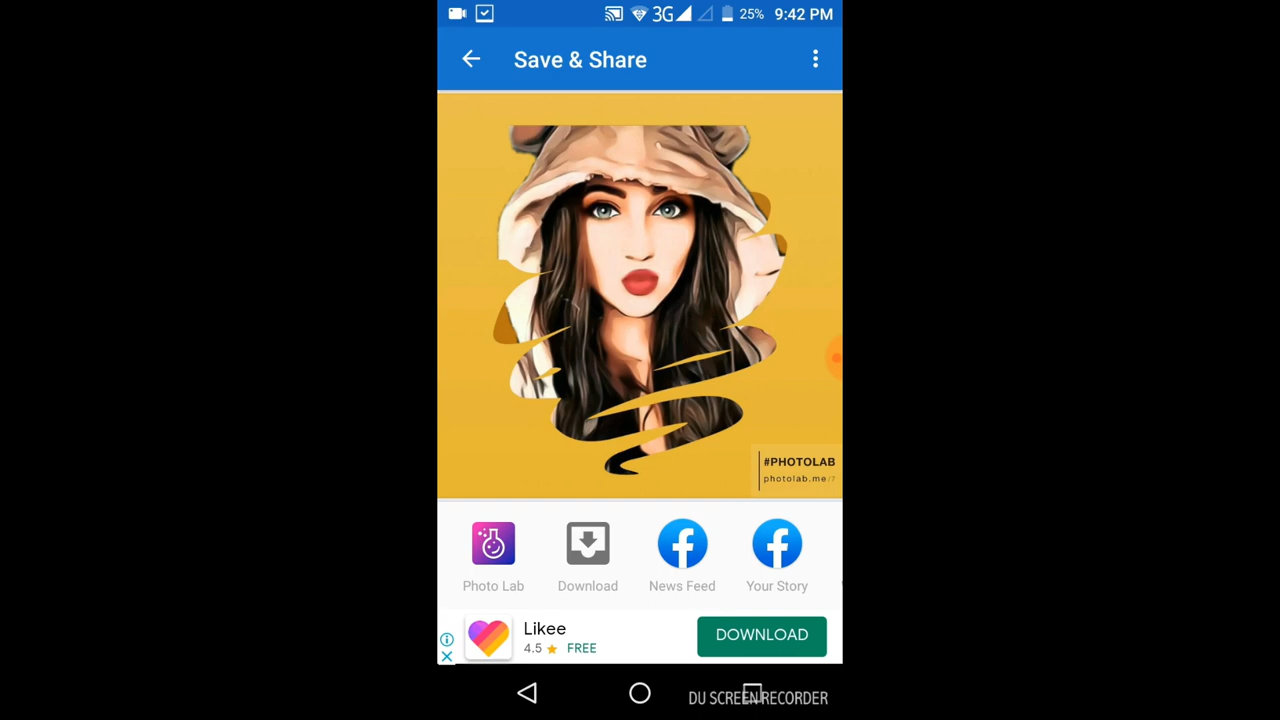 3G 25% 9:42 PM
Save & Share
#PHOTOLAB
photolab.me/7
Photo Lab Download News Feed Your Story
Likee
4.5 FREE
DOWNLOAD
DU SCREEN RECORDER